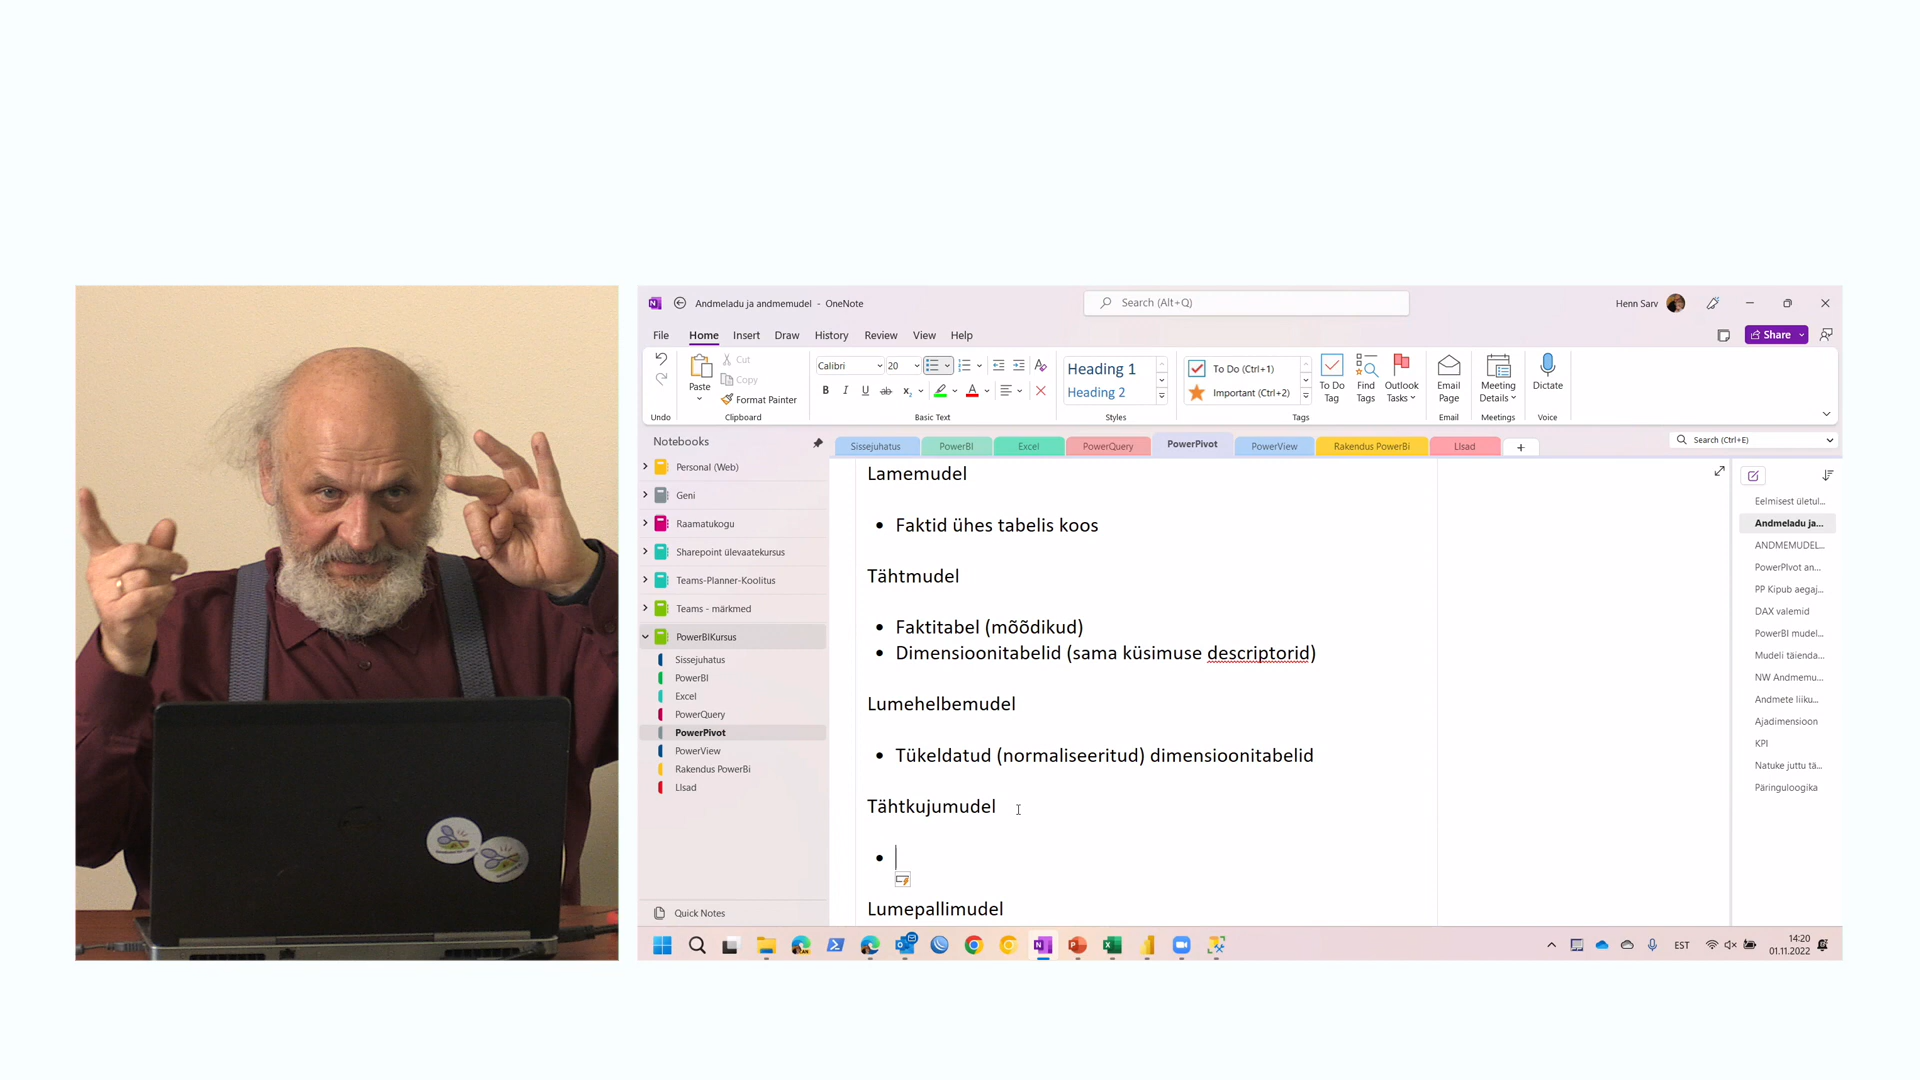 Andmeladu ja andmemudel - OneNote
Search (Alt+Q)
Henn Sarv
File Home Insert Draw History Review View Help
Share
Undo
Paste
Cut
Copy
Format Painter
Clipboard
Calibri 20
B I U ab x₂ A
Basic Text
Heading 1
Heading 2
Styles
To Do (Ctrl+1)
Important (Ctrl+2)
Tags
To Do Tag
Find Tags
Outlook Tasks
Email Page
Email
Meeting Details
Meetings
Dictate
Voice
Notebooks
Sissejuhatus PowerBI Excel PowerQuery PowerPivot PowerView Rakendus PowerBi LIsad +
Search (Ctrl+E)
Personal (Web)
Geni
Raamatukogu
Sharepoint ülevaatekursus
Teams-Planner-Koolitus
Teams - märkmed
PowerBIKursus
Sissejuhatus
PowerBI
Excel
PowerQuery
PowerPivot
PowerView
Rakendus PowerBi
LIsad
Quick Notes
Lamemudel
• Faktid ühes tabelis koos
Tähtmudel
• Faktitabel (mõõdikud)
• Dimensioonitabelid (sama küsimuse descriptorid)
Lumehelbemudel
• Tükeldatud (normaliseeritud) dimensioonitabelid
Tähtkujumudel
•
Lumepallimudel
Eelmisest ületul...
Andmeladu ja...
ANDMEMUDEL...
PowerPIvot an...
PP Kipub aegaj...
DAX valemid
PowerBI mudel...
Mudeli täienda...
NW Andmemu...
Andmete liiku...
Ajadimensioon
KPI
Natuke juttu tä...
Päringuloogika
EST
14:20
01.11.2022